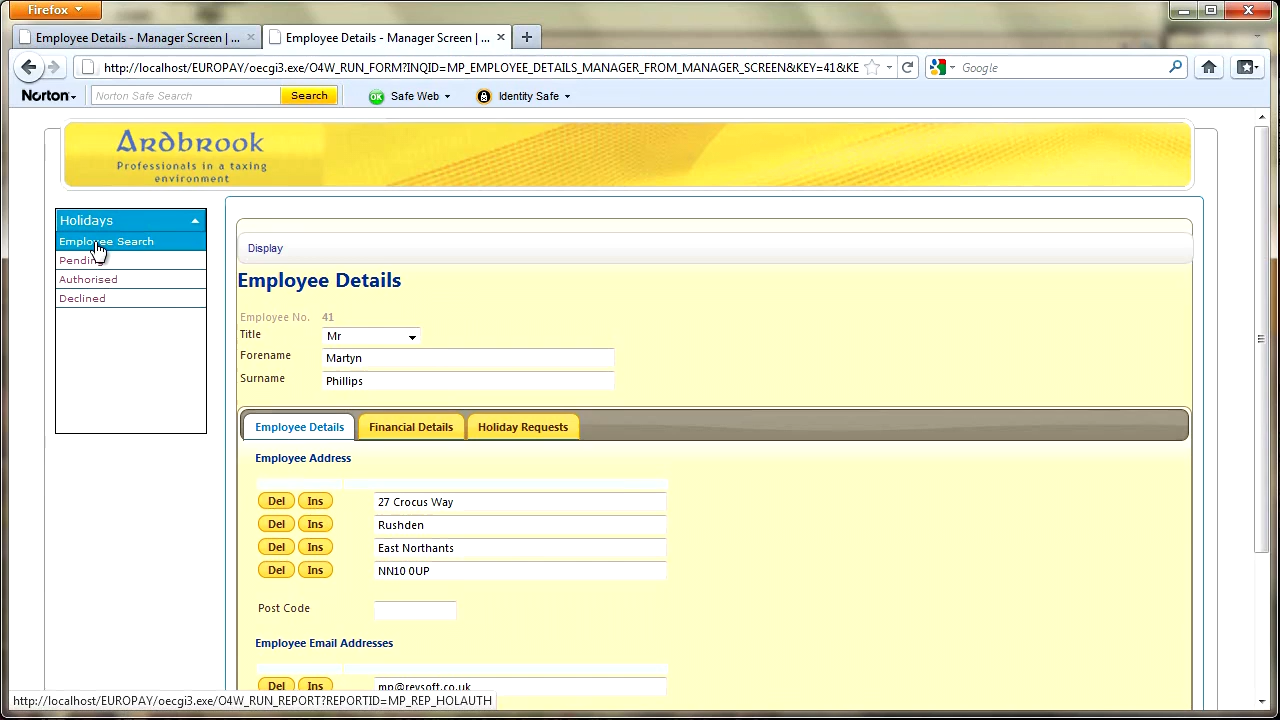 Firefox
Employee Details - Manager Screen | ...
Employee Details - Manager Screen | ...
http://localhost/EUROPAY/oecgi3.exe/O4W_RUN_FORM?INQID=MP_EMPLOYEE_DETAILS_MANAGER_FROM_MANAGER_SCREEN&KEY=41&KE
Google
Norton
Norton Safe Search
Search
OK
Safe Web
Identity Safe
Ardbrook
Professionals in a taxing
environment
Holidays
Employee Search
Pending
Authorised
Declined
Display
Employee Details
Employee No. 41
Title Mr
Forename Martyn
Surname Phillips
Employee Details Financial Details Holiday Requests
Employee Address
Del Ins 27 Crocus Way
Del Ins Rushden
Del Ins East Northants
Del Ins NN10 0UP
Post Code
Employee Email Addresses
Del Ins mp@revsoft.co.uk
http://localhost/EUROPAY/oecgi3.exe/O4W_RUN_REPORT?REPORTID=MP_REP_HOLAUTH